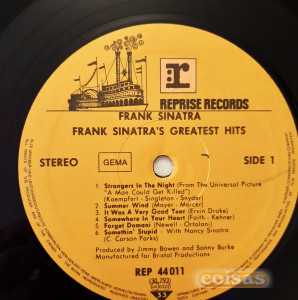 r:
REPRISE RECORDS
FRANK SINATRA
FRANK SINATRA'S GREATEST HITS
STEREO
GEMA
SIDE 1
1. Strangers In The Night (From The Universal Picture
"A Man Could Get Killed")
(Kaempfert - Singleton - Snyder)
2. Summer Wind (Mayer - Mercer)
3. It Was A Very Good Year (Ervin Drake)
4. Somewhere In Your Heart (Faith - Kehner)
5. Forget Domani (Newell - Ortolani)
6. Somethin' Stupid - With Nancy Sinatra
(C. Carson Parks)
Produced by Jimmy Bowen and Sonny Burke
Manufactured for Bristol Productions
REP 44011
33
coisas